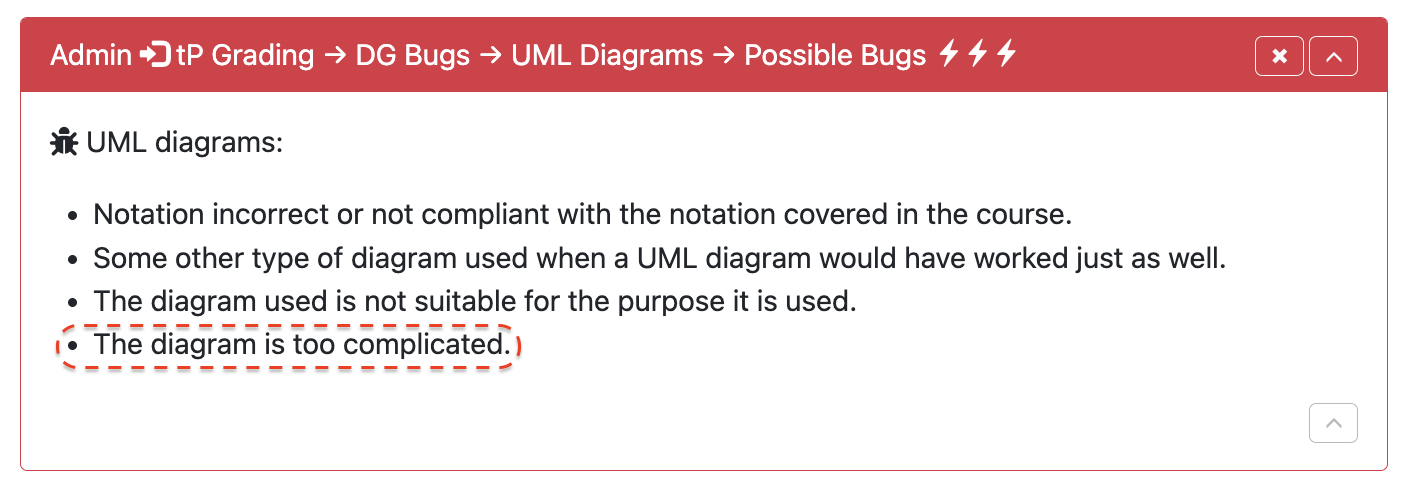 Admin tP Grading → DG Bugs → UML Diagrams → Possible Bugs
UML diagrams:
• Notation incorrect or not compliant with the notation covered in the course.
• Some other type of diagram used when a UML diagram would have worked just as well.
• The diagram used is not suitable for the purpose it is used.
• The diagram is too complicated.